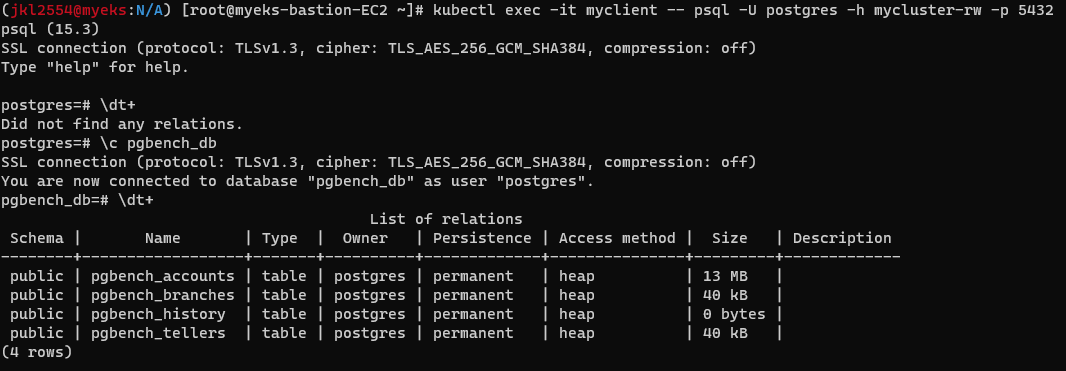 (jkl2554@myeks:N/A) [root@myeks-bastion-EC2 ~]# kubectl exec -it myclient -- psql -U postgres -h mycluster-rw -p 5432
psql (15.3)
SSL connection (protocol: TLSv1.3, cipher: TLS_AES_256_GCM_SHA384, compression: off)
Type "help" for help.

postgres=# \dt+
Did not find any relations.
postgres=# \c pgbench_db
SSL connection (protocol: TLSv1.3, cipher: TLS_AES_256_GCM_SHA384, compression: off)
You are now connected to database "pgbench_db" as user "postgres".
pgbench_db=# \dt+
                                         List of relations
 Schema |       Name       | Type  |  Owner   | Persistence | Access method |  Size   | Description
--------+------------------+-------+----------+-------------+---------------+---------+-------------
 public | pgbench_accounts | table | postgres | permanent   | heap          | 13 MB   |
 public | pgbench_branches | table | postgres | permanent   | heap          | 40 kB   |
 public | pgbench_history  | table | postgres | permanent   | heap          | 0 bytes |
 public | pgbench_tellers  | table | postgres | permanent   | heap          | 40 kB   |
(4 rows)